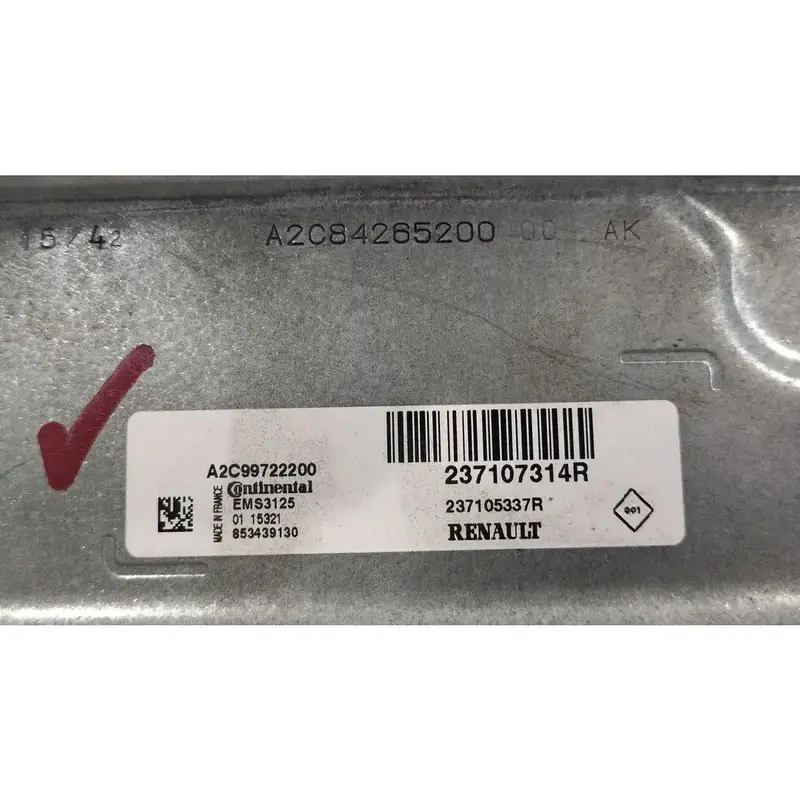 15/42 A2C84265200 00 AK
A2C99722200
Continental
EMS3125
01 15321
853439130
MADE IN FRANCE
237107314R
237105337R
RENAULT
001